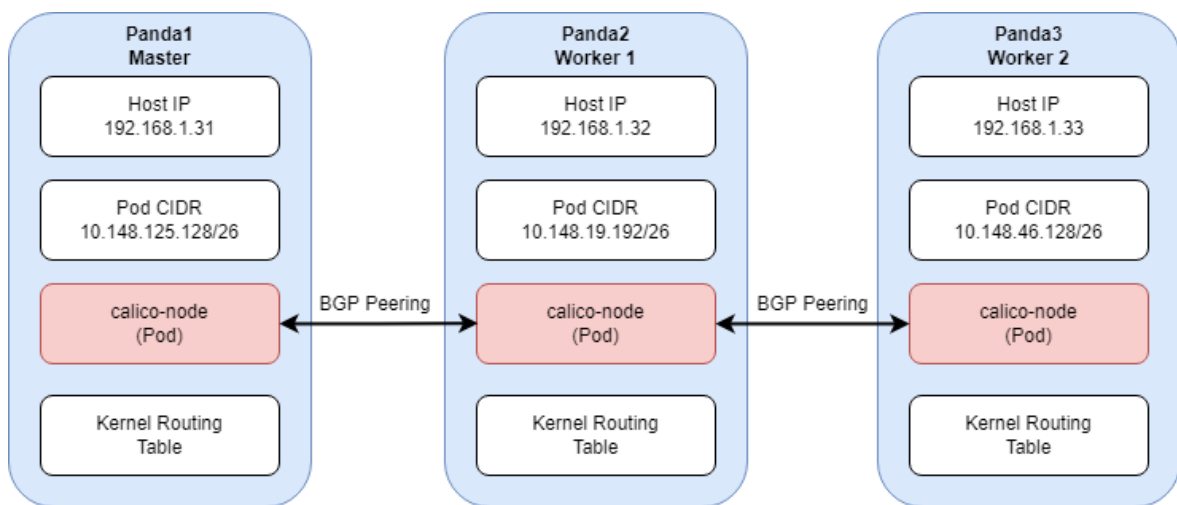 Panda1
Master
Host IP
192.168.1.31
Pod CIDR
10.148.125.128/26
calico-node
(Pod)
Kernel Routing
Table
BGP Peering
Panda2
Worker 1
Host IP
192.168.1.32
Pod CIDR
10.148.19.192/26
calico-node
(Pod)
Kernel Routing
Table
BGP Peering
Panda3
Worker 2
Host IP
192.168.1.33
Pod CIDR
10.148.46.128/26
calico-node
(Pod)
Kernel Routing
Table